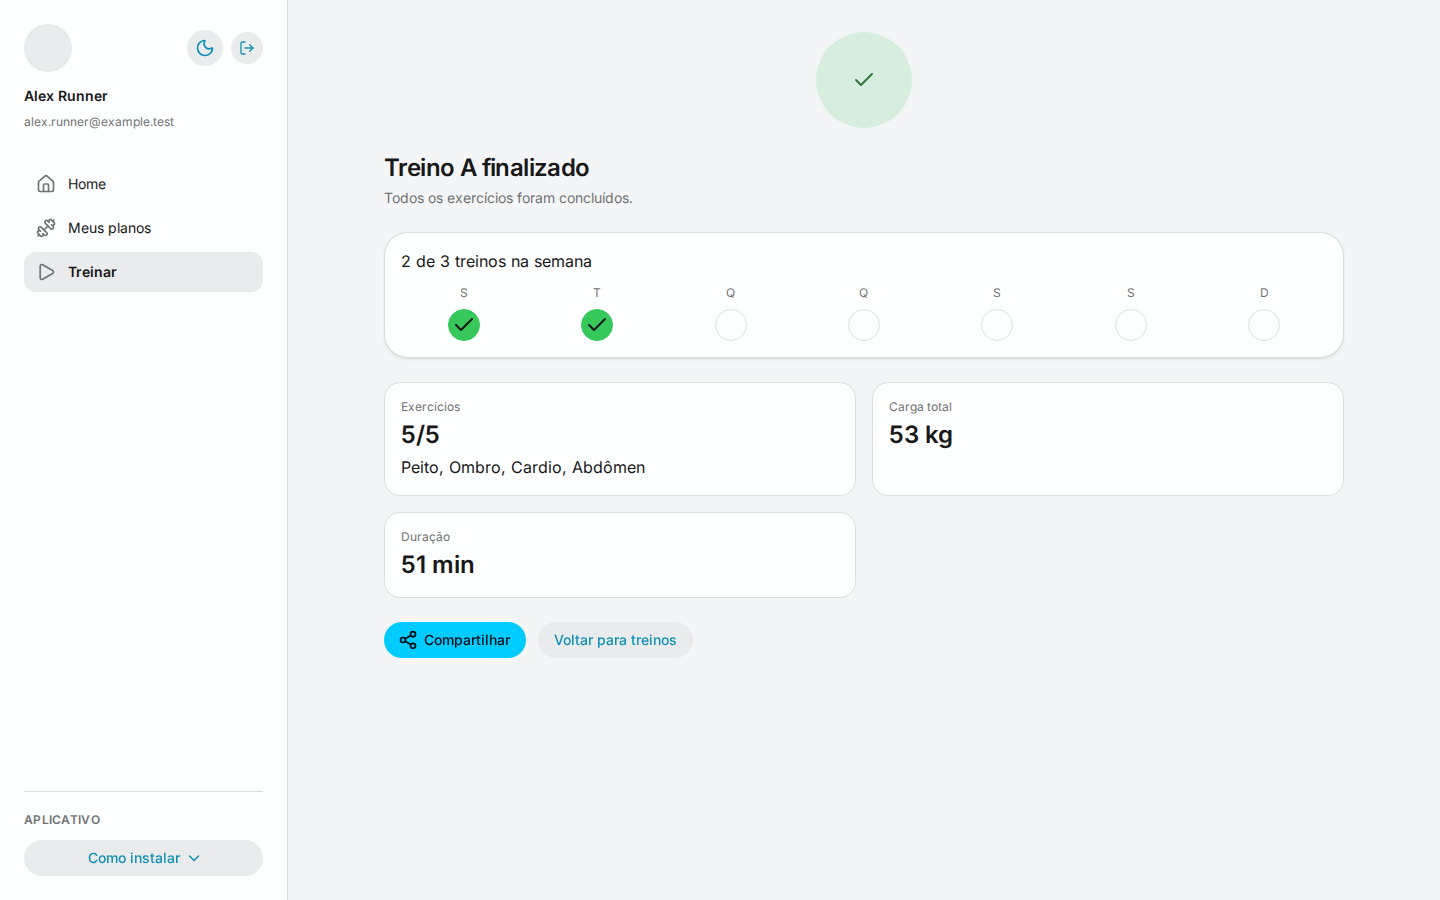 Alex Runner
alex.runner@example.test
Home
Meus planos
Treinar
APLICATIVO
Como instalar
Treino A finalizado
Todos os exercícios foram concluídos.
2 de 3 treinos na semana
S T Q Q S S D
Exercícios
5/5
Peito, Ombro, Cardio, Abdômen
Carga total
53 kg
Duração
51 min
Compartilhar
Voltar para treinos